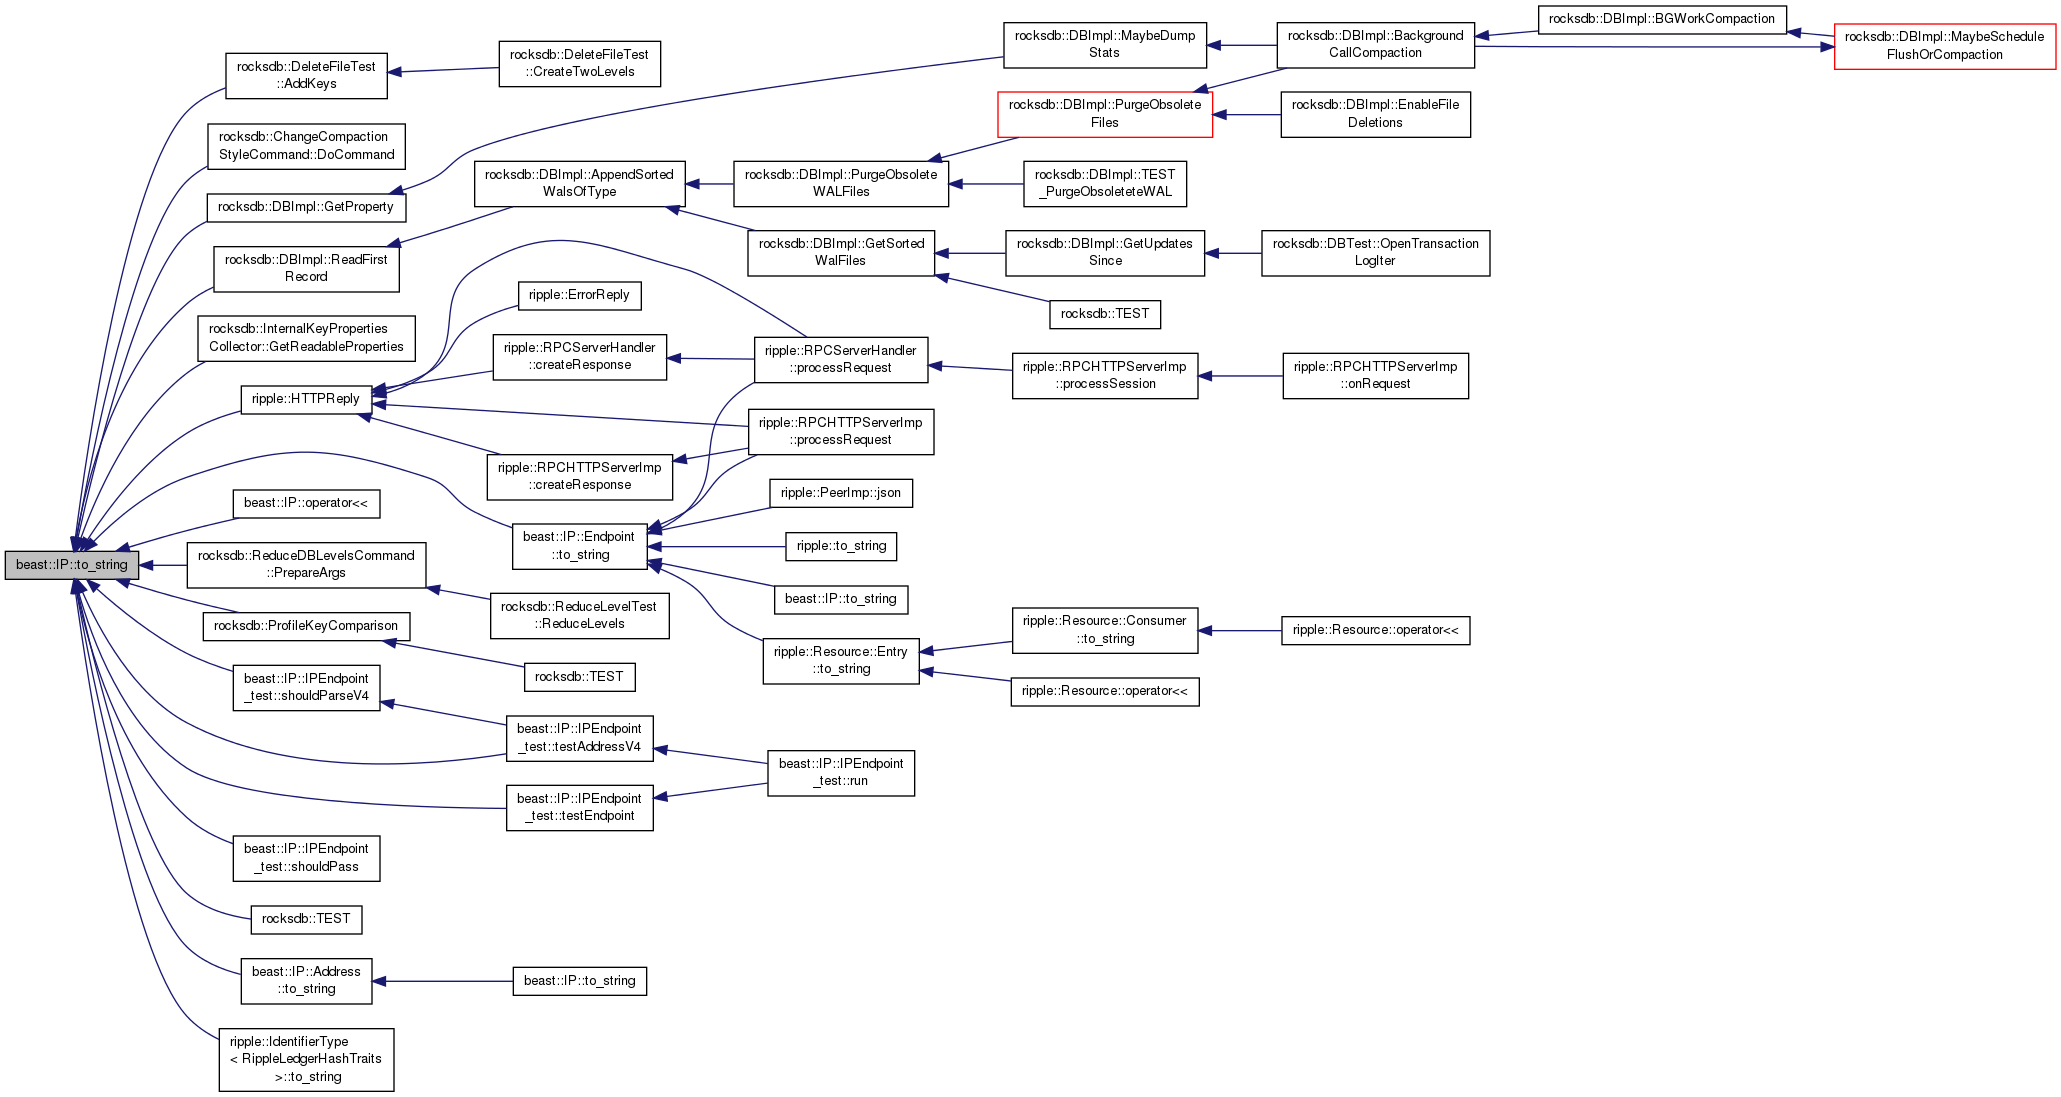 beast::IP::to_string
rocksdb::DeleteFileTest
::AddKeys
rocksdb::ChangeCompaction
StyleCommand::DoCommand
rocksdb::DBImpl::GetProperty
rocksdb::DBImpl::ReadFirst
Record
rocksdb::InternalKeyProperties
Collector::GetReadableProperties
ripple::HTTPReply
beast::IP::operator<<
rocksdb::ReduceDBLevelsCommand
::PrepareArgs
rocksdb::ProfileKeyComparison
beast::IP::IPEndpoint
_test::shouldParseV4
beast::IP::IPEndpoint
_test::shouldPass
rocksdb::TEST
beast::IP::Address
::to_string
ripple::IdentifierType
< RippleLedgerHashTraits
>::to_string
rocksdb::DeleteFileTest
::CreateTwoLevels
rocksdb::DBImpl::AppendSorted
WalsOfType
ripple::ErrorReply
ripple::RPCServerHandler
::createResponse
ripple::RPCHTTPServerImp
::createResponse
beast::IP::Endpoint
::to_string
rocksdb::ReduceLevelTest
::ReduceLevels
rocksdb::TEST
beast::IP::IPEndpoint
_test::testAddressV4
beast::IP::IPEndpoint
_test::testEndpoint
beast::IP::to_string
rocksdb::DBImpl::PurgeObsolete
WALFiles
rocksdb::DBImpl::GetSorted
WalFiles
ripple::RPCServerHandler
::processRequest
ripple::RPCHTTPServerImp
::processRequest
ripple::PeerImp::json
ripple::to_string
beast::IP::to_string
ripple::Resource::Entry
::to_string
beast::IP::IPEndpoint
_test::run
rocksdb::DBImpl::MaybeDump
Stats
rocksdb::DBImpl::PurgeObsolete
Files
rocksdb::DBImpl::TEST
_PurgeObsoleteteWAL
rocksdb::DBImpl::GetUpdates
Since
rocksdb::TEST
ripple::RPCHTTPServerImp
::processSession
ripple::Resource::Consumer
::to_string
ripple::Resource::operator<<
rocksdb::DBImpl::Background
CallCompaction
rocksdb::DBImpl::EnableFile
Deletions
rocksdb::DBTest::OpenTransaction
LogIter
ripple::RPCHTTPServerImp
::onRequest
ripple::Resource::operator<<
rocksdb::DBImpl::BGWorkCompaction
rocksdb::DBImpl::MaybeSchedule
FlushOrCompaction